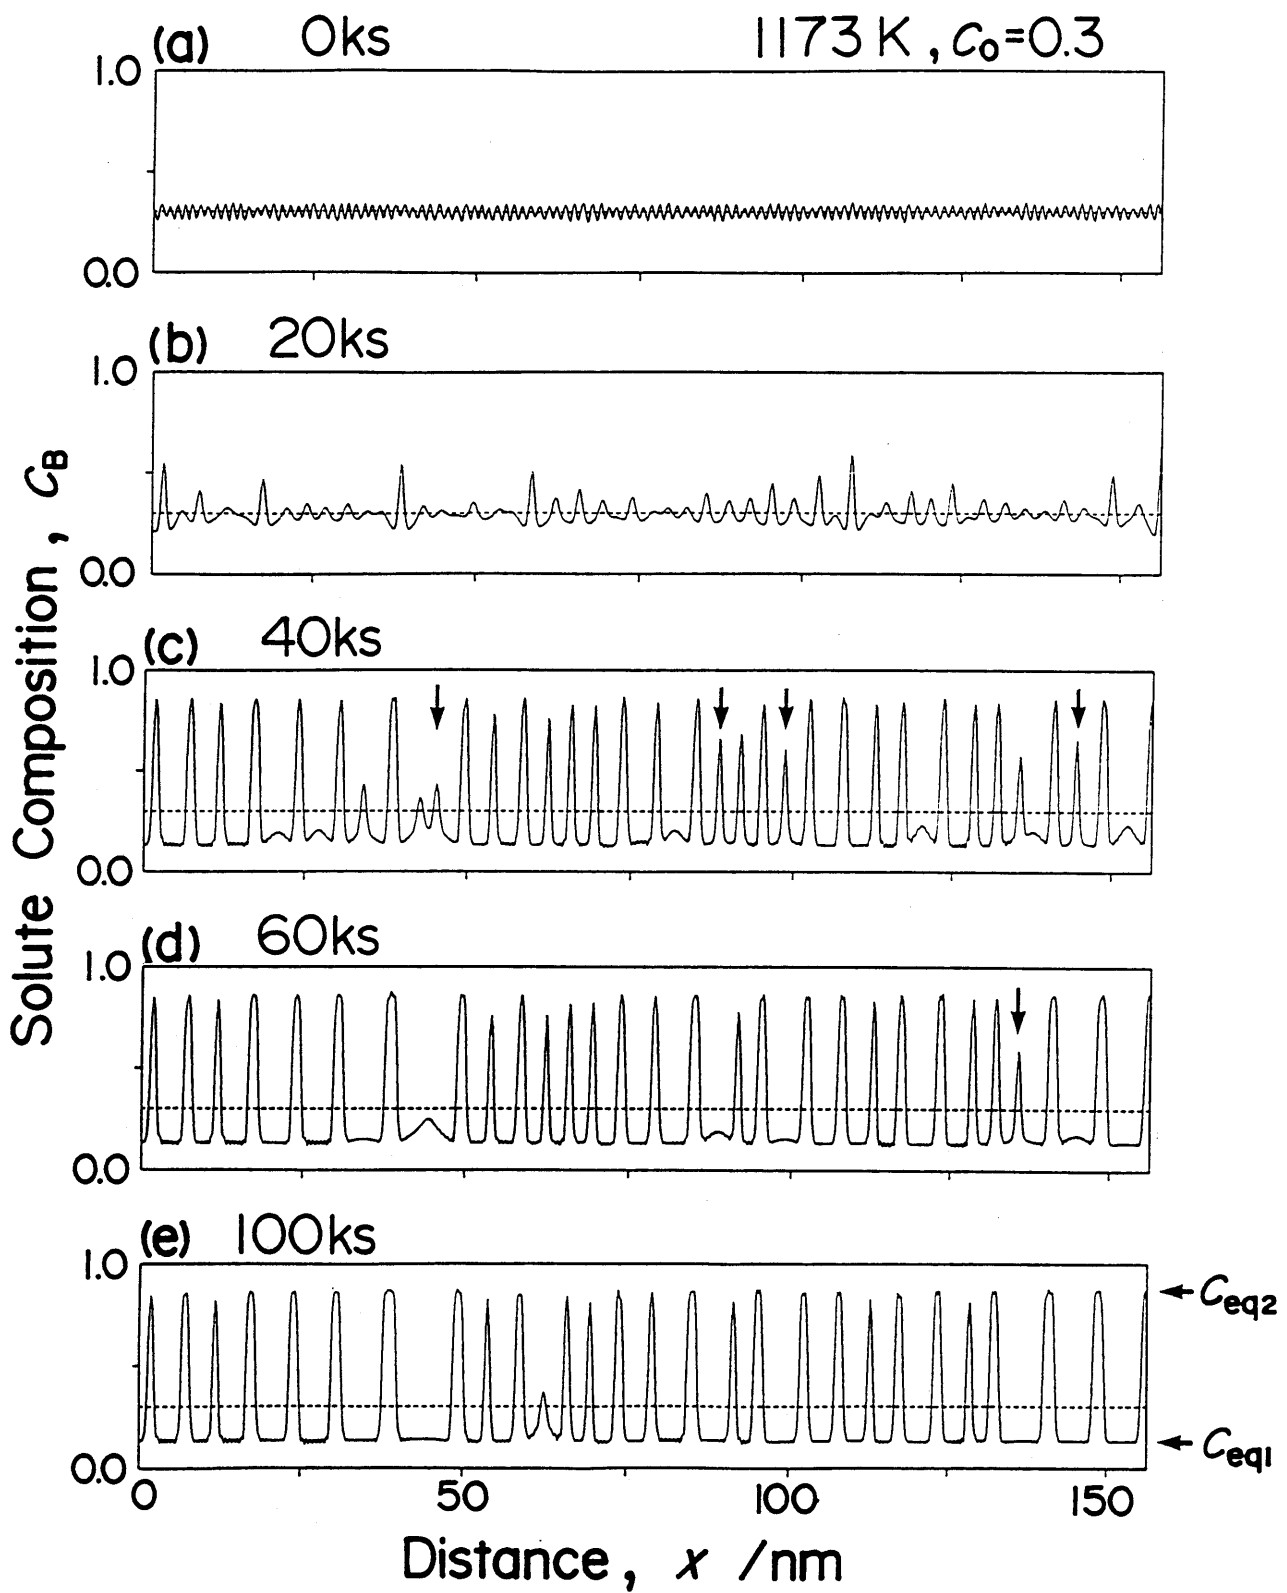 (a) 0ks 1173 K , c₀=0.3
1.0
0.0
(b) 20ks
1.0
0.0
(c) 40ks
1.0
0.0
(d) 60ks
1.0
0.0
(e) 100ks
1.0
0.0
Ceq2
Ceq1
0 50 100 150
Distance, x /nm
Solute Composition, CB